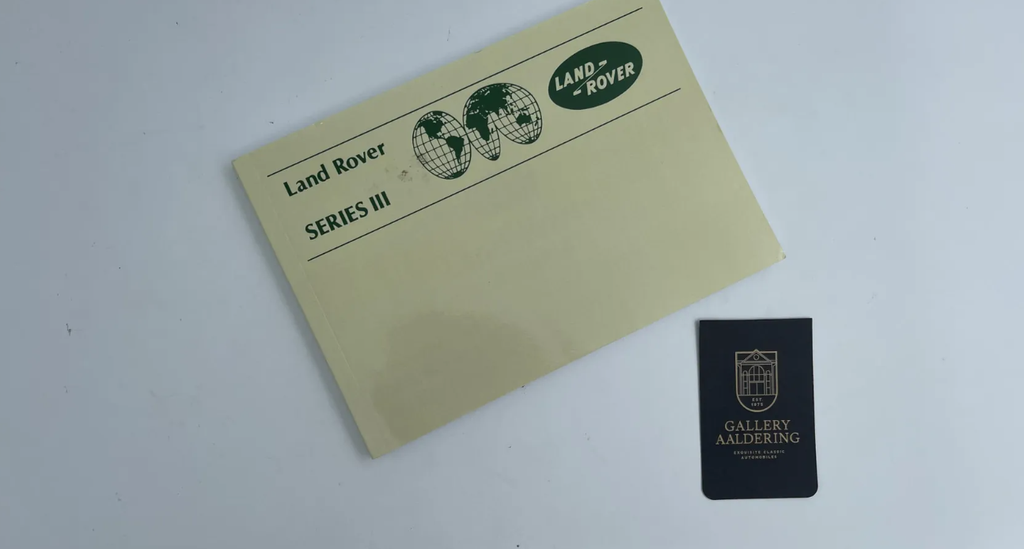 Land Rover
SERIES III
LAND
ROVER
EST.
1975
GALLERY
AALDERING
EXQUISITE CLASSIC
AUTOMOBILES